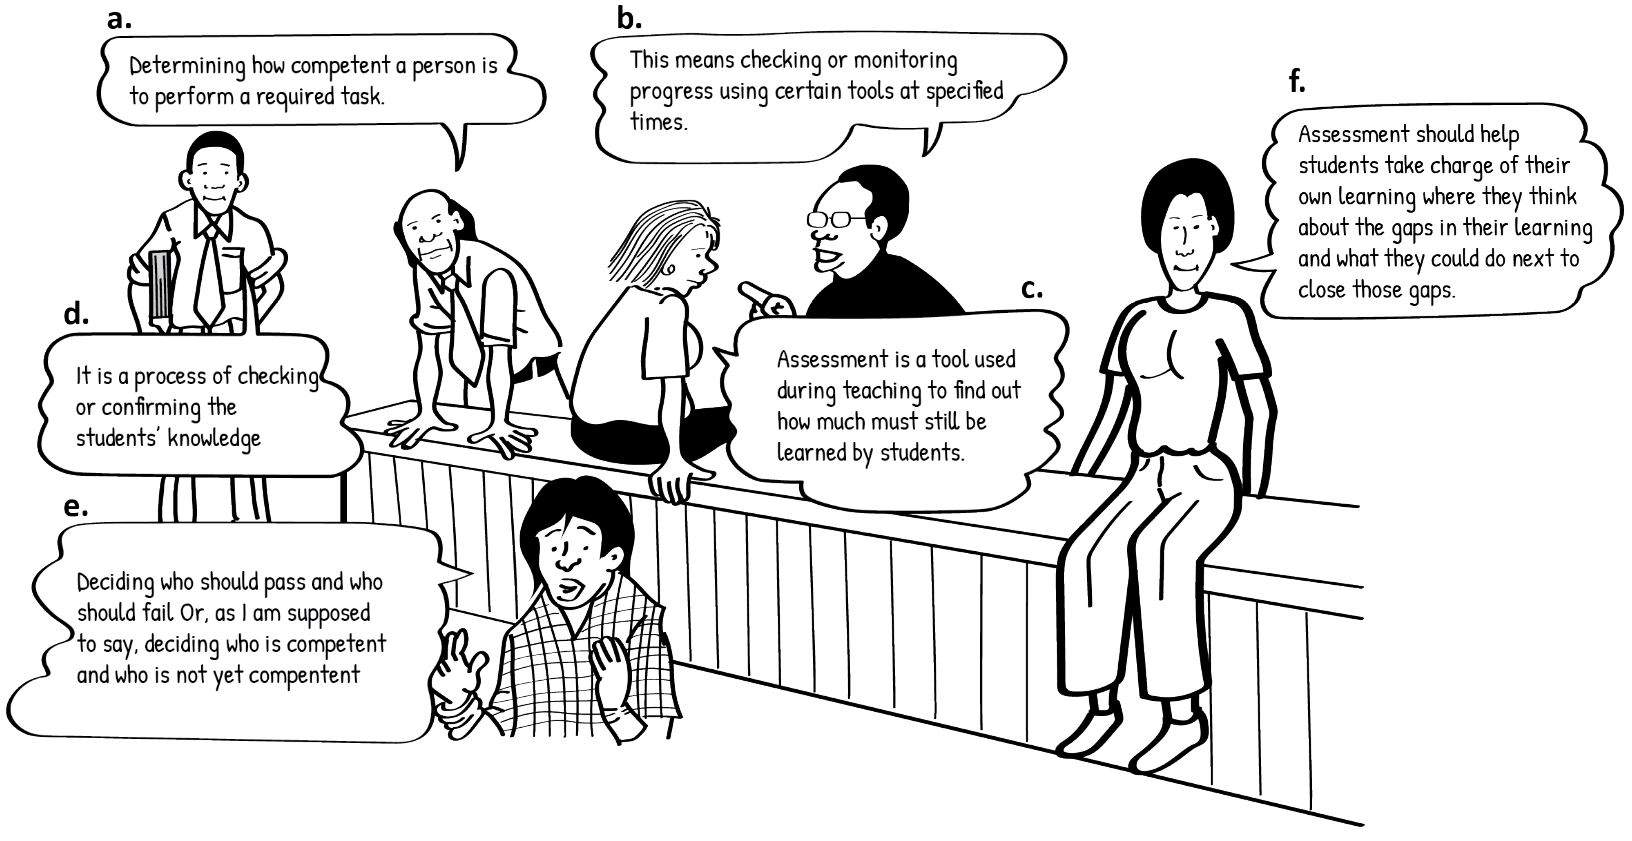 a.
Determining how competent a person is
to perform a required task.
b.
This means checking or monitoring
progress using certain tools at specified
times.
f.
Assessment should help
students take charge of their
own learning where they think
about the gaps in their learning
and what they could do next to
close those gaps.
c.
Assessment is a tool used
during teaching to find out
how much must still be
learned by students.
d.
It is a process of checking
or confirming the
students' knowledge
e.
Deciding who should pass and who
should fail Or, as I am supposed
to say, deciding who is competent
and who is not yet compentent